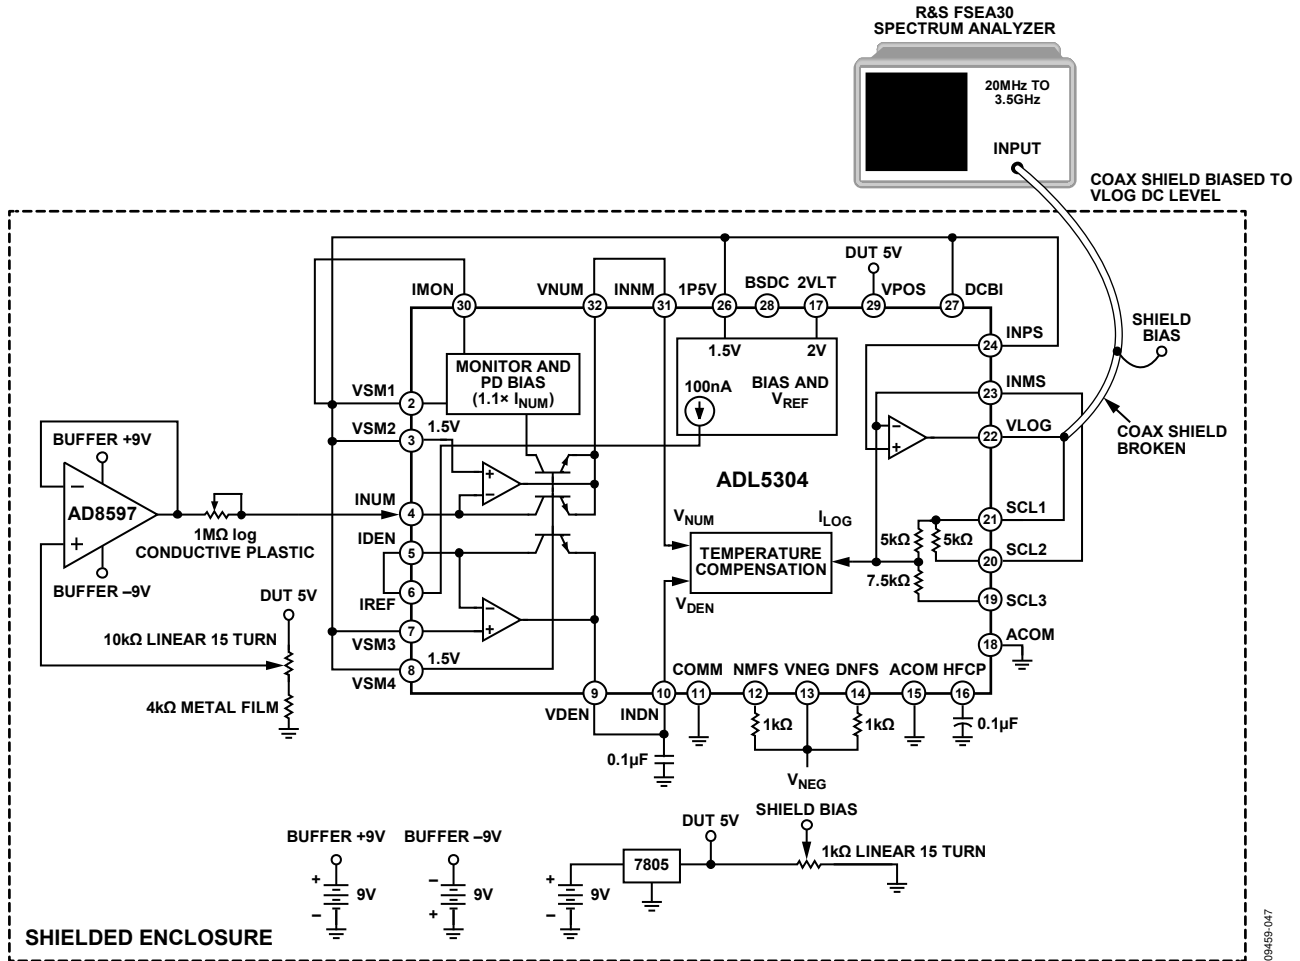 R&S FSEA30
SPECTRUM ANALYZER
20MHz TO
3.5GHz
INPUT
COAX SHIELD BIASED TO
VLOG DC LEVEL
DUT 5V
IMON
VNUM
INNM
1P5V
BSDC
2VLT
VPOS
DCBI
30
32
31
26
28
17
29
27
SHIELD
BIAS
INPS
24
1.5V
2V
MONITOR AND
PD BIAS
(1.1× INUM)
100nA
BIAS AND
VREF
INMS
23
VSM1
2
VSM2
3
1.5V
VLOG
22
COAX SHIELD
BROKEN
BUFFER +9V
−
+
AD8597
BUFFER –9V
1MΩ log
CONDUCTIVE PLASTIC
INUM
4
+
−
−
+
ADL5304
SCL1
21
IDEN
5
VNUM
ILOG
5kΩ
5kΩ
SCL2
20
TEMPERATURE
COMPENSATION
7.5kΩ
VDEN
6
IREF
SCL3
19
−
+
DUT 5V
10kΩ LINEAR 15 TURN
7
VSM3
8
VSM4
1.5V
ACOM
18
4kΩ METAL FILM
COMM
NMFS
VNEG
DNFS
ACOM
HFCP
9
10
11
12
13
14
15
16
VDEN
INDN
1kΩ
1kΩ
0.1µF
0.1µF
VNEG
BUFFER +9V
BUFFER –9V
DUT 5V
SHIELD BIAS
1kΩ LINEAR 15 TURN
+
9V
−
−
9V
+
+
9V
−
7805
SHIELDED ENCLOSURE
09459-047